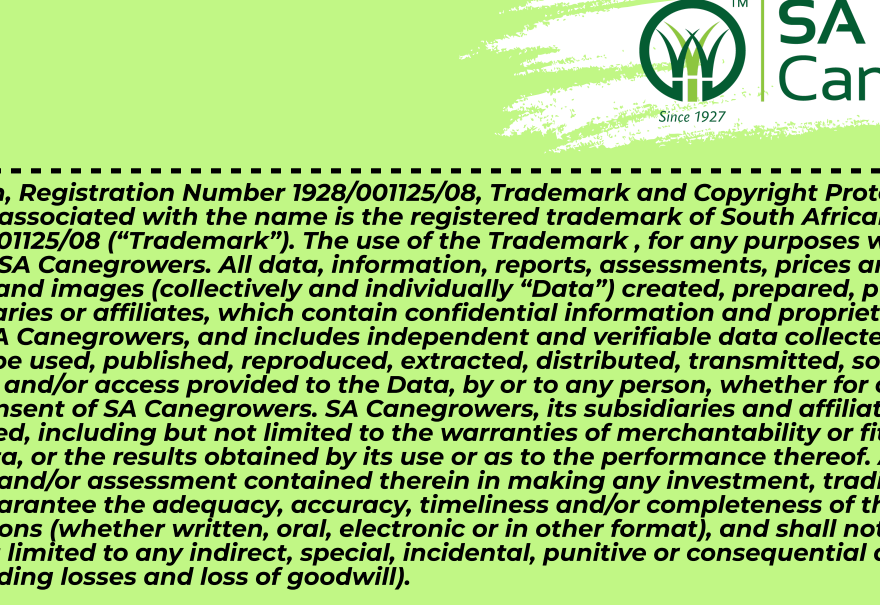 TM
SA
Can
Since 1927
n, Registration Number 1928/001125/08, Trademark and Copyright Prote
associated with the name is the registered trademark of South African
01125/08 (“Trademark”). The use of the Trademark , for any purposes w
SA Canegrowers. All data, information, reports, assessments, prices an
and images (collectively and individually “Data”) created, prepared, p
aries or affiliates, which contain confidential information and propriet
A Canegrowers, and includes independent and verifiable data collecte
be used, published, reproduced, extracted, distributed, transmitted, so
and/or access provided to the Data, by or to any person, whether for c
nsent of SA Canegrowers. SA Canegrowers, its subsidiaries and affiliat
ed, including but not limited to the warranties of merchantability or fit
ta, or the results obtained by its use or as to the performance thereof. A
and/or assessment contained therein in making any investment, tradi
arantee the adequacy, accuracy, timeliness and/or completeness of th
ons (whether written, oral, electronic or in other format), and shall not
limited to any indirect, special, incidental, punitive or consequential d
ding losses and loss of goodwill).